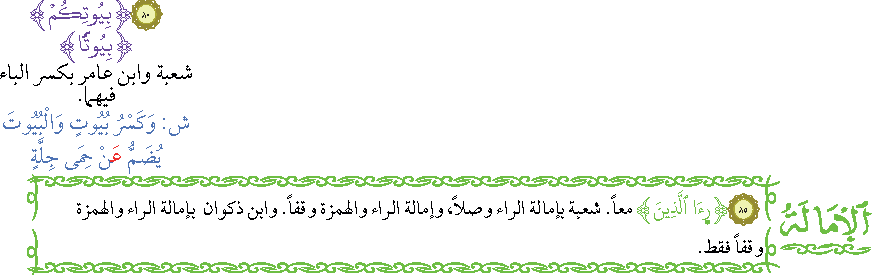 ٨٠ ﴿بِيُوتِكُمْ﴾
﴿بِيُوتًا﴾
شعبة وابن عامر بكسر الباء
فيهما.
ش: وَكَسْرُ بُيُوتٍ وَالْبُيُوتَ
يُضَمُّ عَنْ حِمَى جِلَّةٍ
الإِمَالَةُ
٨٥ ﴿رِءَا ٱلَّذِينَ﴾ معاً. شعبة بإمالة الراء وصلاً، وإمالة الراء والهمزة وقفاً. وابن ذكوان بإمالة الراء والهمزة
وقفاً فقط.